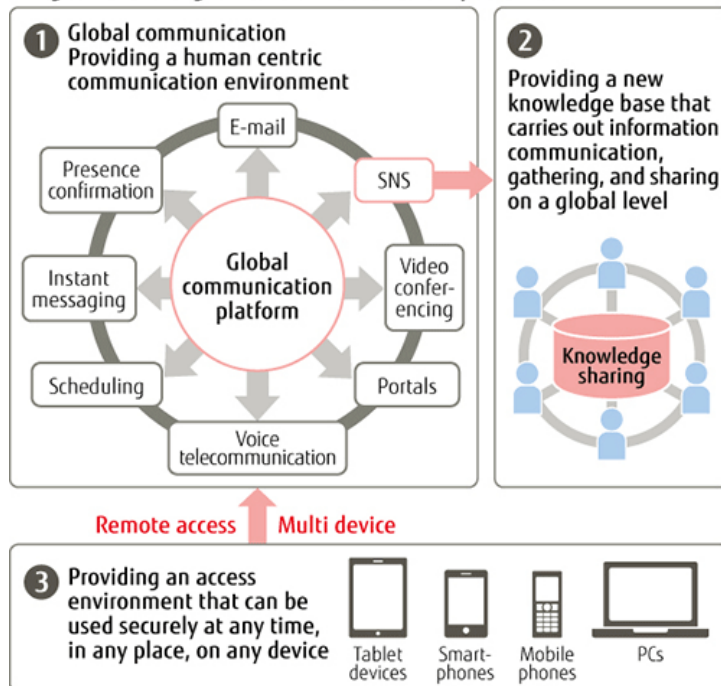 1 Global communication
Providing a human centric
communication environment
E-mail
Presence
confirmation
SNS
Instant
messaging
Global
communication
platform
Video
confer-
encing
Scheduling
Portals
Voice
telecommunication
2
Providing a new
knowledge base that
carries out information
communication,
gathering, and sharing
on a global level
Knowledge
sharing
Remote access
Multi device
3 Providing an access
environment that can be
used securely at any time,
in any place, on any device
Tablet
devices
Smart-
phones
Mobile
phones
PCs